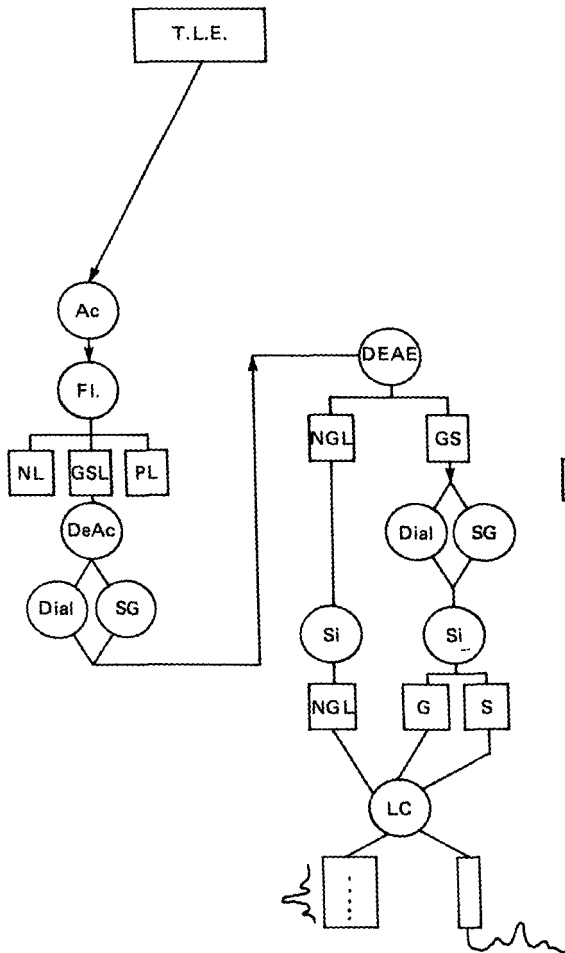 T.L.E.
Ac
Fl.
NL GSL PL
DeAc
Dial SG
DEAE
NGL GS
Dial SG
Si Si
NGL G S
LC